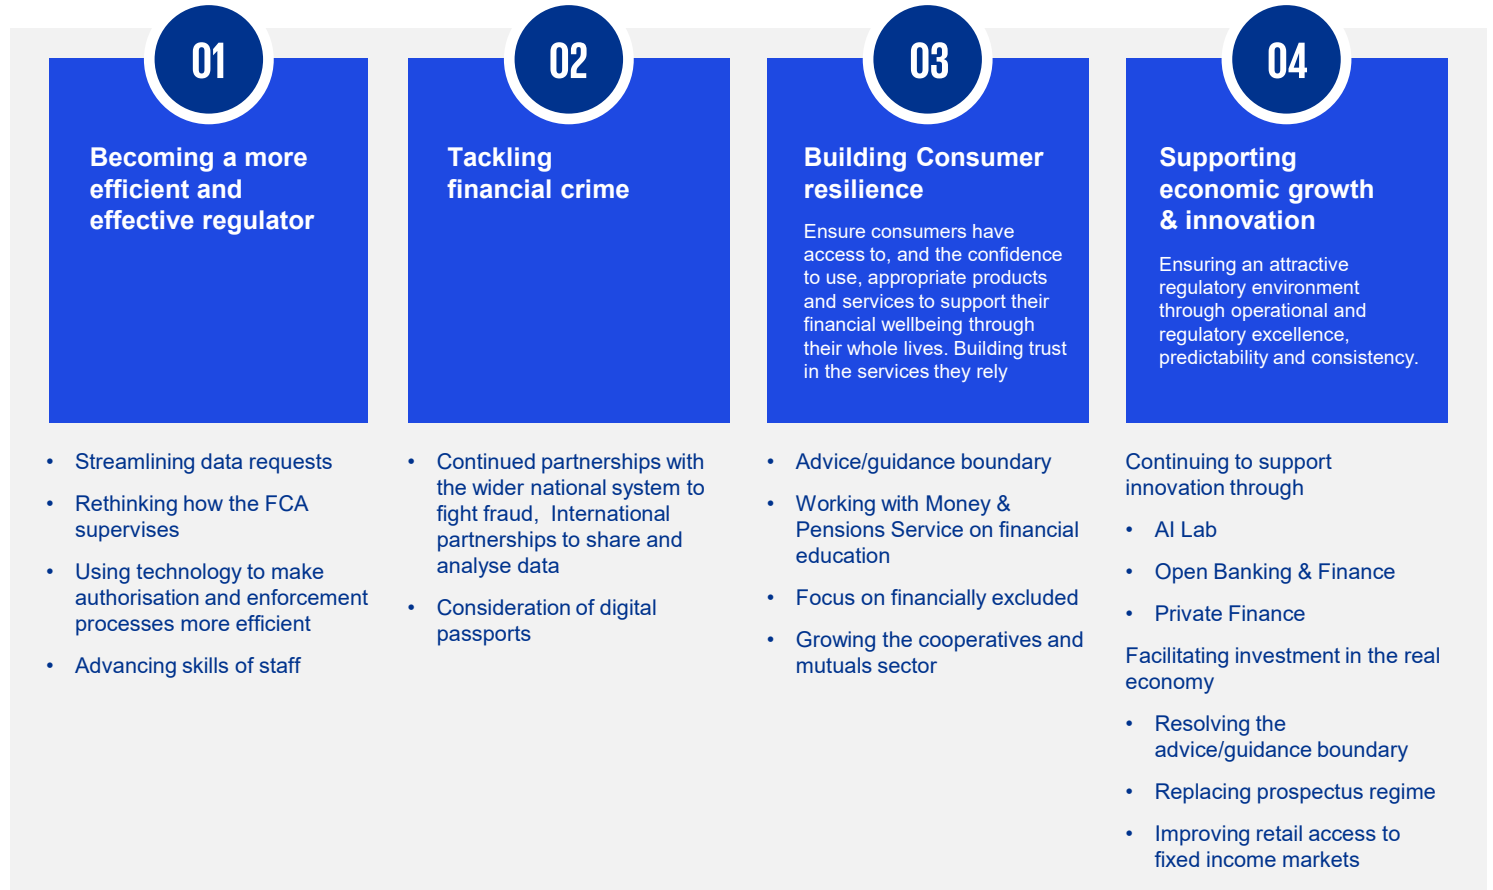 01
Becoming a more
efficient and
effective regulator
• Streamlining data requests
• Rethinking how the FCA
supervises
• Using technology to make
authorisation and enforcement
processes more efficient
• Advancing skills of staff
02
Tackling
financial crime
• Continued partnerships with
the wider national system to
fight fraud,  International
partnerships to share and
analyse data
• Consideration of digital
passports
03
Building Consumer
resilience
Ensure consumers have
access to, and the confidence
to use, appropriate products
and services to support their
financial wellbeing through
their whole lives. Building trust
in the services they rely
• Advice/guidance boundary
• Working with Money &
Pensions Service on financial
education
• Focus on financially excluded
• Growing the cooperatives and
mutuals sector
04
Supporting
economic growth
& innovation
Ensuring an attractive
regulatory environment
through operational and
regulatory excellence,
predictability and consistency.
Continuing to support
innovation through
• AI Lab
• Open Banking & Finance
• Private Finance
Facilitating investment in the real
economy
• Resolving the
advice/guidance boundary
• Replacing prospectus regime
• Improving retail access to
fixed income markets